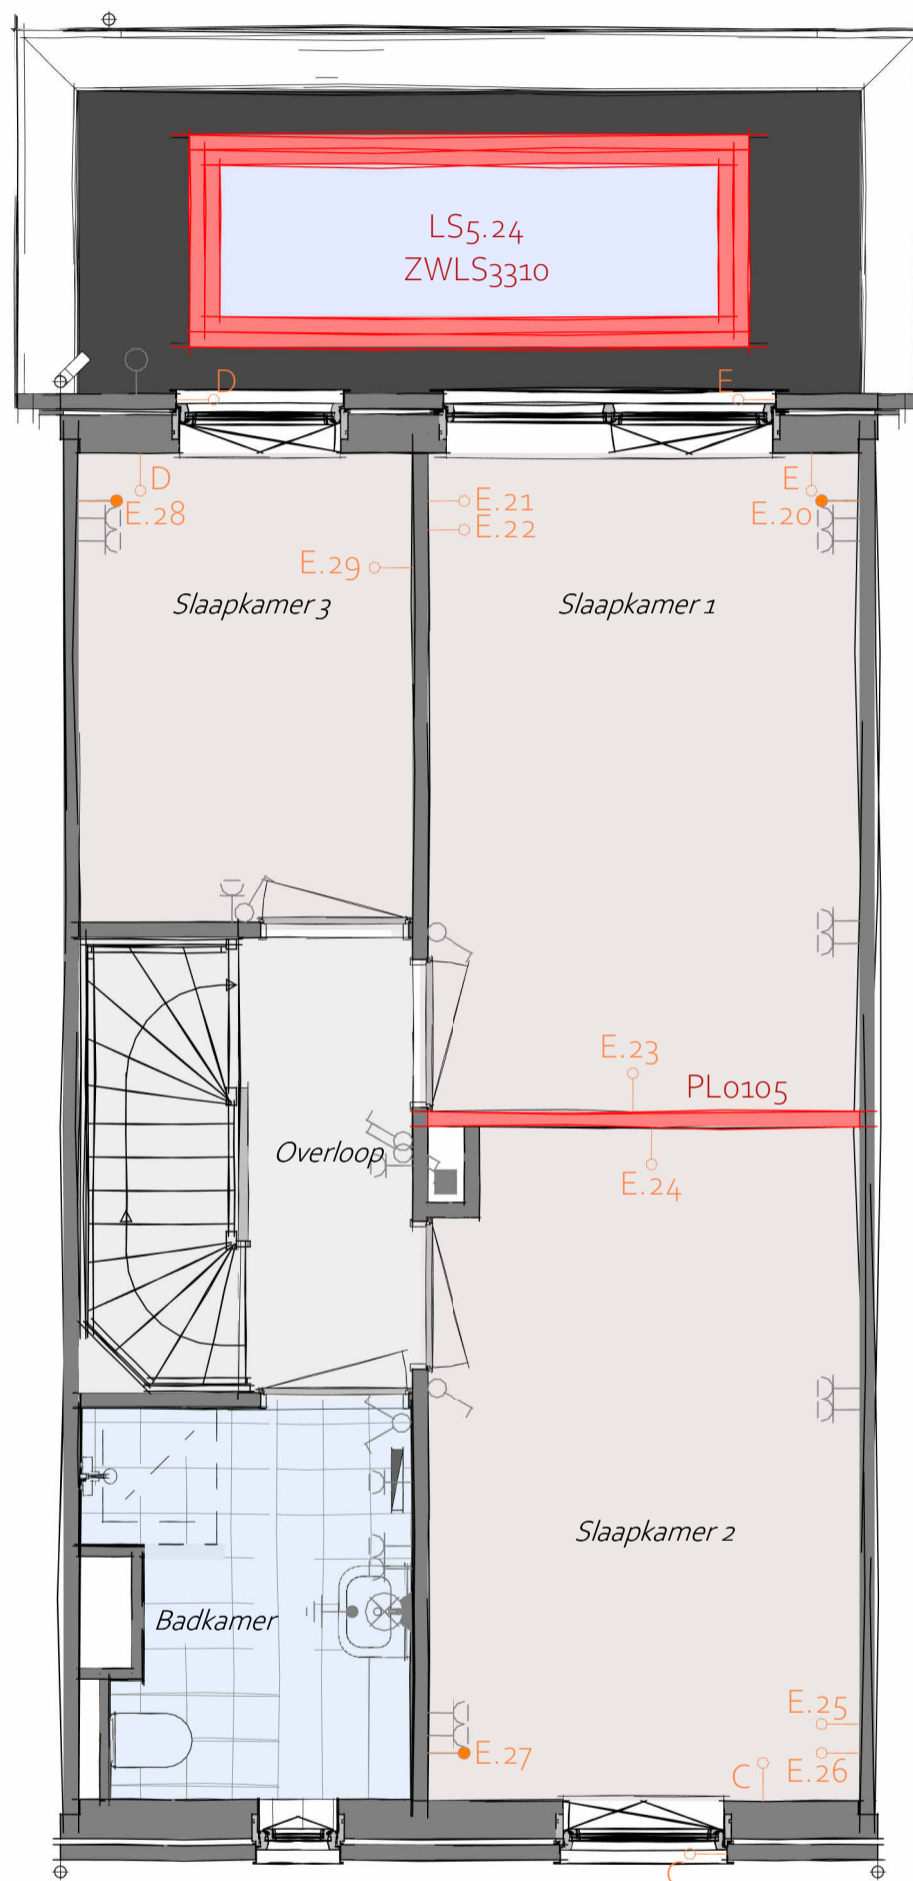 LS5.24
ZWLS3310
D
E
D
E
E.28
E.21
E.20
E.22
E.29
Slaapkamer 3
Slaapkamer 1
E.23
PL0105
Overloop
E.24
Slaapkamer 2
Badkamer
E.25
E.27
C
E.26
C